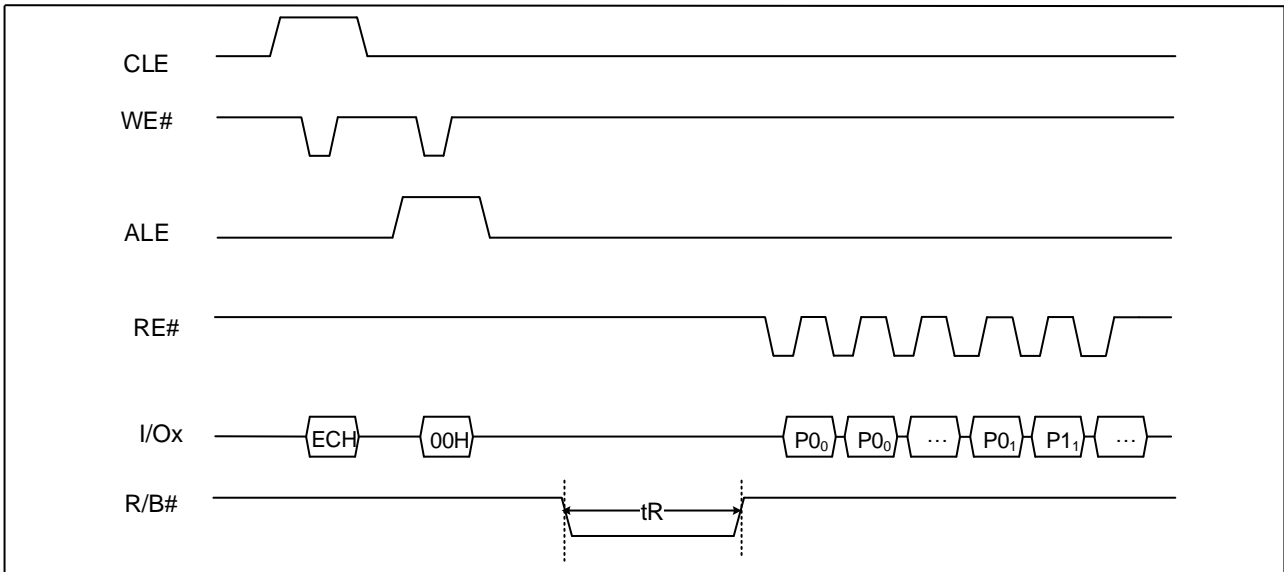 CLE
WE#
ALE
RE#
I/Ox ECH 00H P0₀ P0₀ ... P0₁ P1₁ ...
R/B# tR